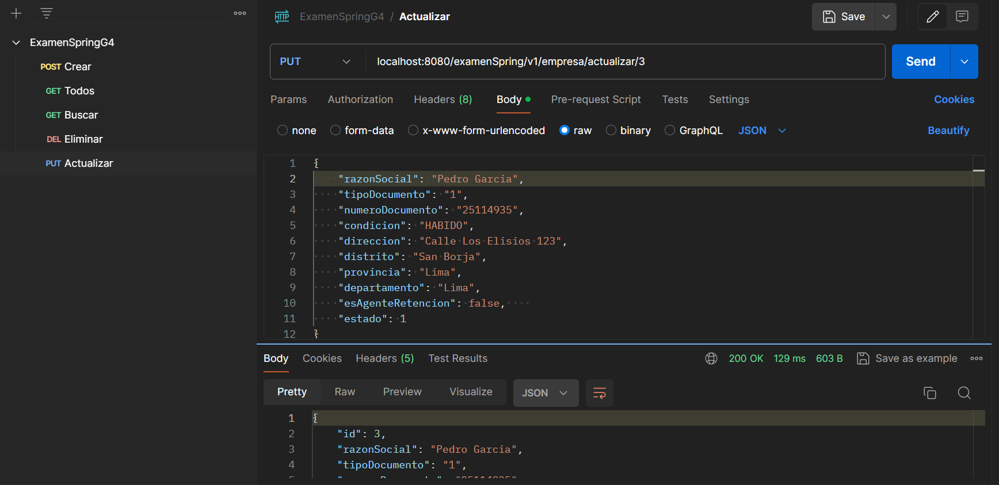 ExamenSpringG4
POST Crear
GET Todos
GET Buscar
DEL Eliminar
PUT Actualizar
HTTP ExamenSpringG4 / Actualizar
Save
PUT localhost:8080/examenSpring/v1/empresa/actualizar/3
Send
Params Authorization Headers (8) Body Pre-request Script Tests Settings Cookies
none form-data x-www-form-urlencoded raw binary GraphQL JSON Beautify
1 {
2 "razonSocial": "Pedro Garcia",
3 "tipoDocumento": "1",
4 "numeroDocumento": "25114935",
5 "condicion": "HABIDO",
6 "direccion": "Calle Los Elisios 123",
7 "distrito": "San Borja",
8 "provincia": "Lima",
9 "departamento": "Lima",
10 "esAgenteRetencion": false,
11 "estado": 1
12 }
Body Cookies Headers (5) Test Results 200 OK 129 ms 603 B Save as example
Pretty Raw Preview Visualize JSON
1 {
2 "id": 3,
3 "razonSocial": "Pedro Garcia",
4 "tipoDocumento": "1",